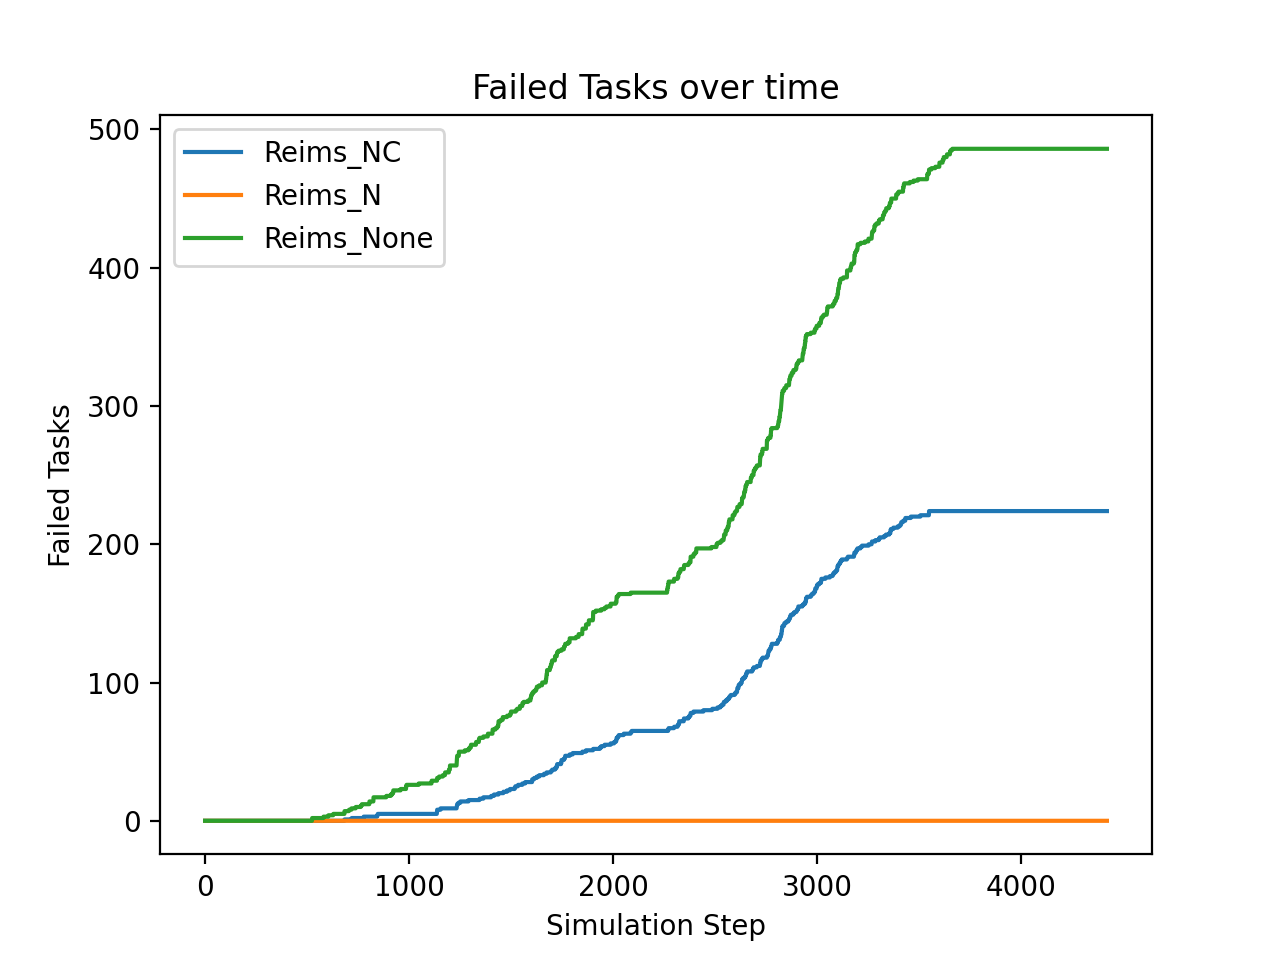 Failed Tasks over time
500
400
300
200
100
0
Failed Tasks
Reims_NC
Reims_N
Reims_None
0 1000 2000 3000 4000
Simulation Step